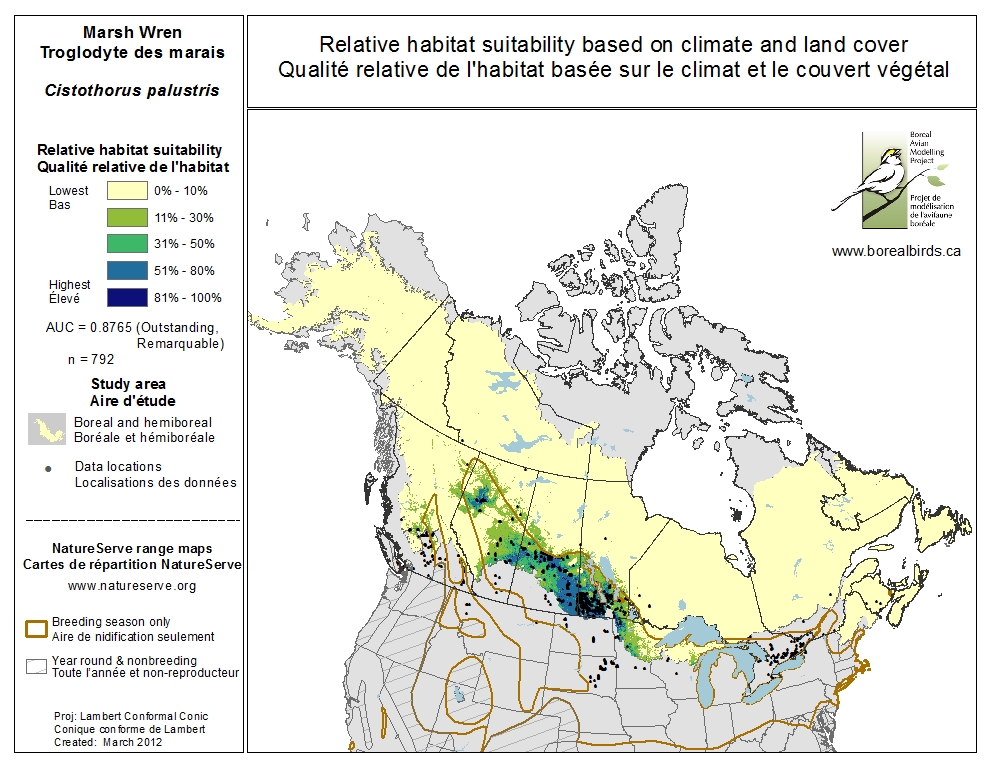 Marsh Wren
Troglodyte des marais
Cistothorus palustris
Relative habitat suitability
Qualité relative de l'habitat
Lowest
Bas
0% - 10%
11% - 30%
31% - 50%
51% - 80%
Highest
Élevé
81% - 100%
AUC = 0.8765 (Outstanding,
Remarquable)
n = 792
Study area
Aire d'étude
Boreal and hemiboreal
Boréale et hémiboréale
Data locations
Localisations des données
NatureServe range maps
Cartes de répartition NatureServe
www.natureserve.org
Breeding season only
Aire de nidification seulement
Year round & nonbreeding
Toute l'année et non-reproducteur
Proj: Lambert Conformal Conic
Conique conforme de Lambert
Created: March 2012
Relative habitat suitability based on climate and land cover
Qualité relative de l'habitat basée sur le climat et le couvert végétal
Boreal
Avian
Modelling
Project
Projet de
modélisation
de l'avifaune
boréale
www.borealbirds.ca